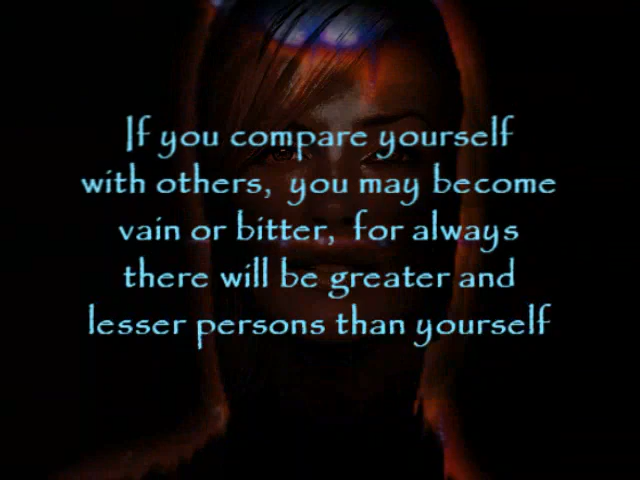 If you compare yourself
with others, you may become
vain or bitter, for always
there will be greater and
lesser persons than yourself